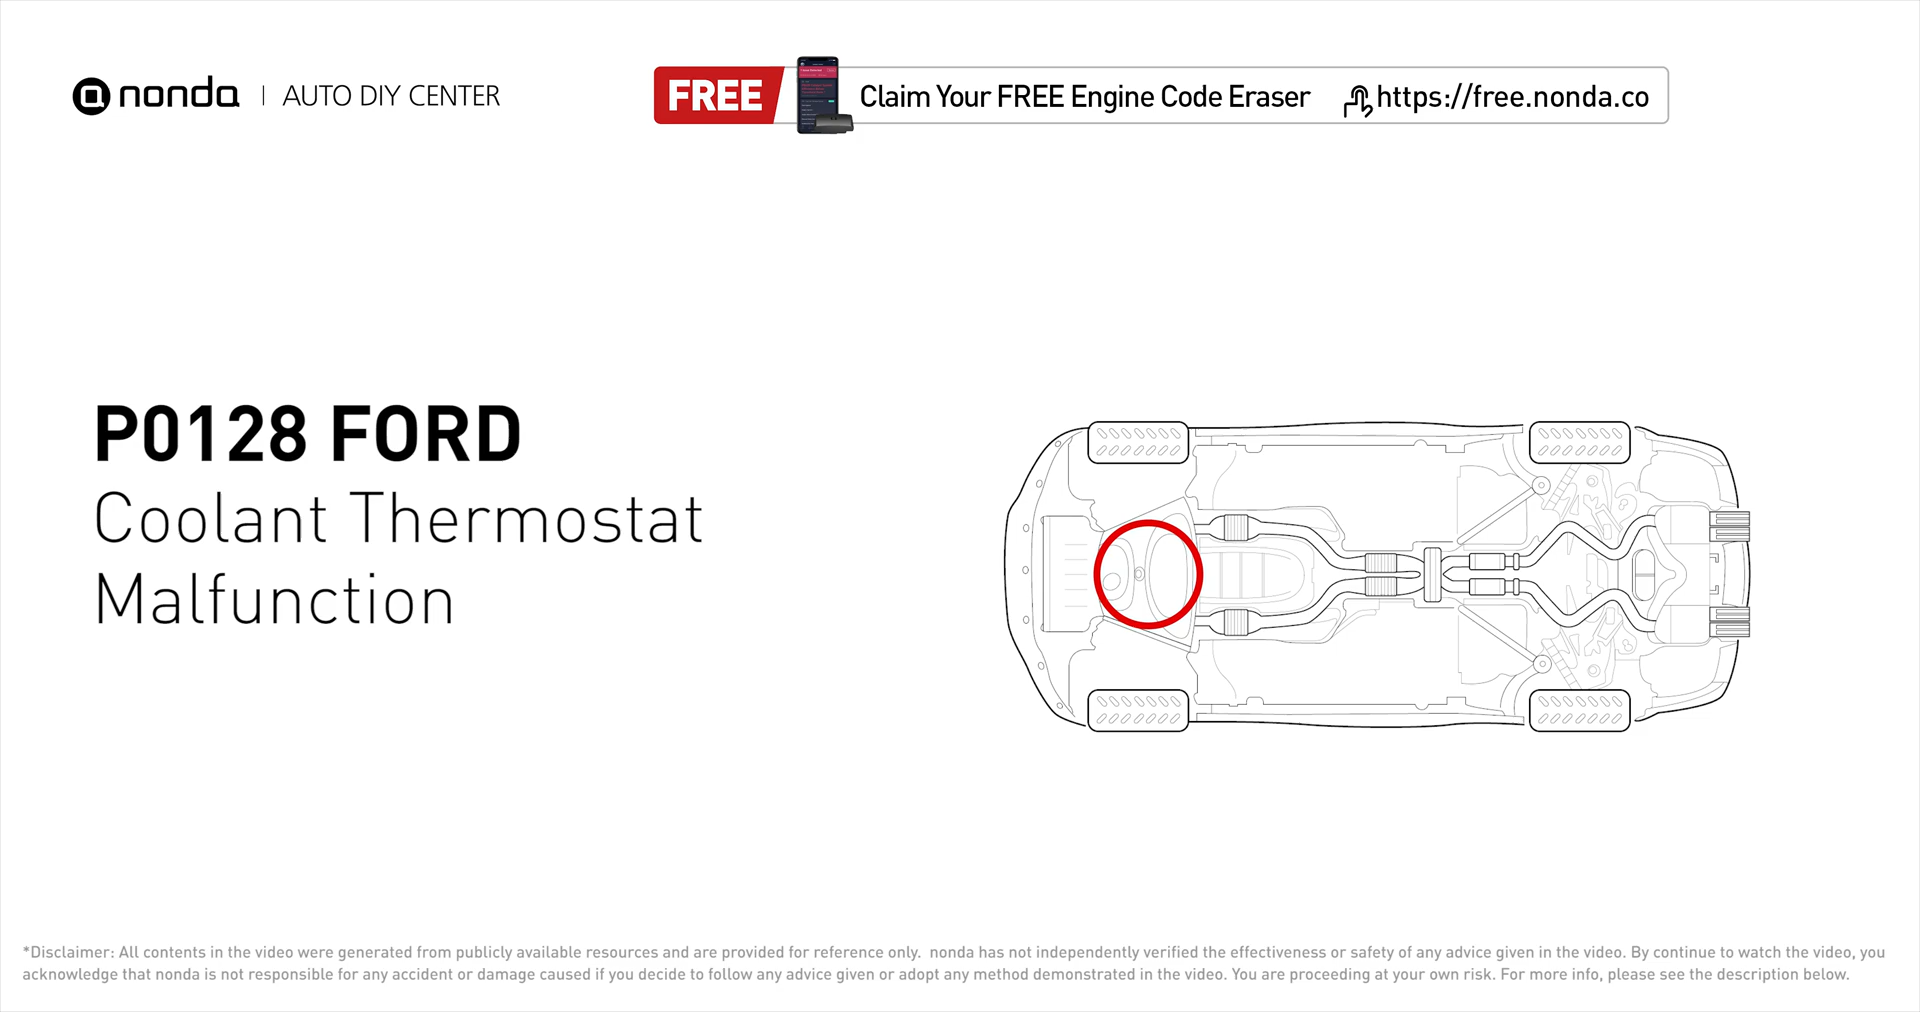 nonda | AUTO DIY CENTER
FREE Claim Your FREE Engine Code Eraser https://free.nonda.co
P0128 FORD
Coolant Thermostat
Malfunction
*Disclaimer: All contents in the video were generated from publicly available resources and are provided for reference only. nonda has not independently verified the effectiveness or safety of any advice given in the video. By continue to watch the video, you
acknowledge that nonda is not responsible for any accident or damage caused if you decide to follow any advice given or adopt any method demonstrated in the video. You are proceeding at your own risk. For more info, please see the description below.